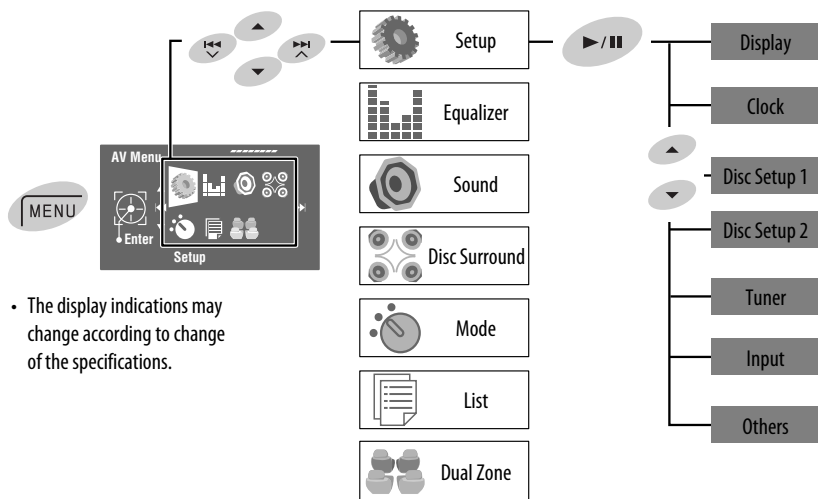 Setup
Equalizer
Sound
Disc Surround
Mode
List
Dual Zone
Display
Clock
Disc Setup 1
Disc Setup 2
Tuner
Input
Others
MENU
AV Menu
Enter
Setup
• The display indications may
change according to change
of the specifications.